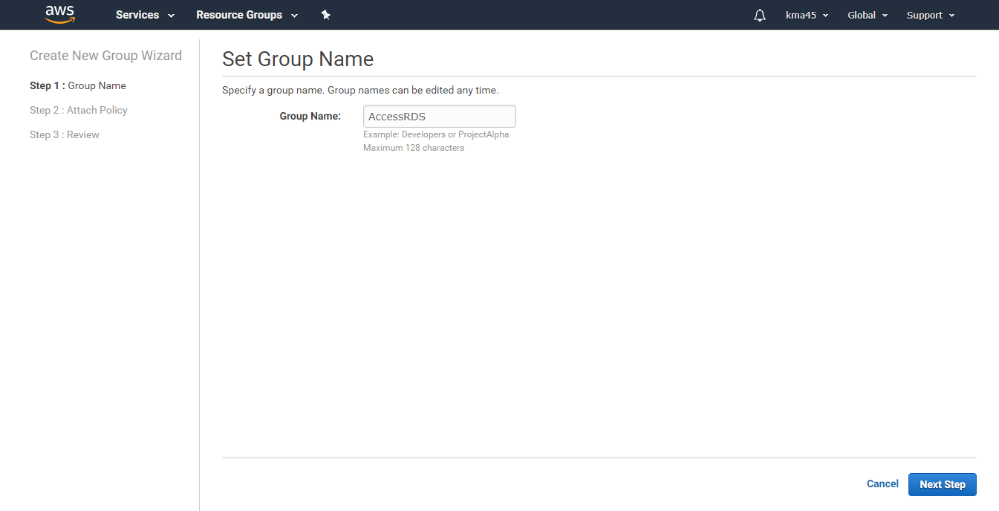 aws Services Resource Groups kma45 Global Support
Create New Group Wizard
Step 1 : Group Name
Step 2 : Attach Policy
Step 3 : Review
Set Group Name
Specify a group name. Group names can be edited any time.
Group Name: AccessRDS
Example: Developers or ProjectAlpha
Maximum 128 characters
Cancel Next Step